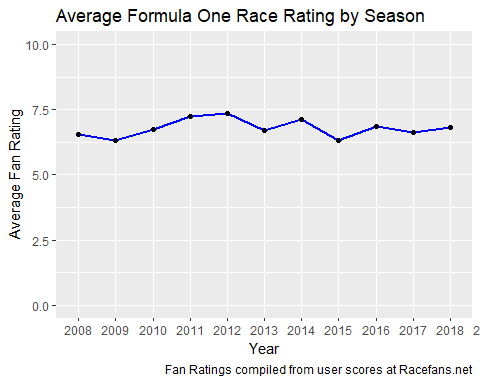 Average Formula One Race Rating by Season
Average Fan Rating
10.0
7.5
5.0
2.5
0.0
2008 2009 2010 2011 2012 2013 2014 2015 2016 2017 2018 2
Year
Fan Ratings compiled from user scores at Racefans.net